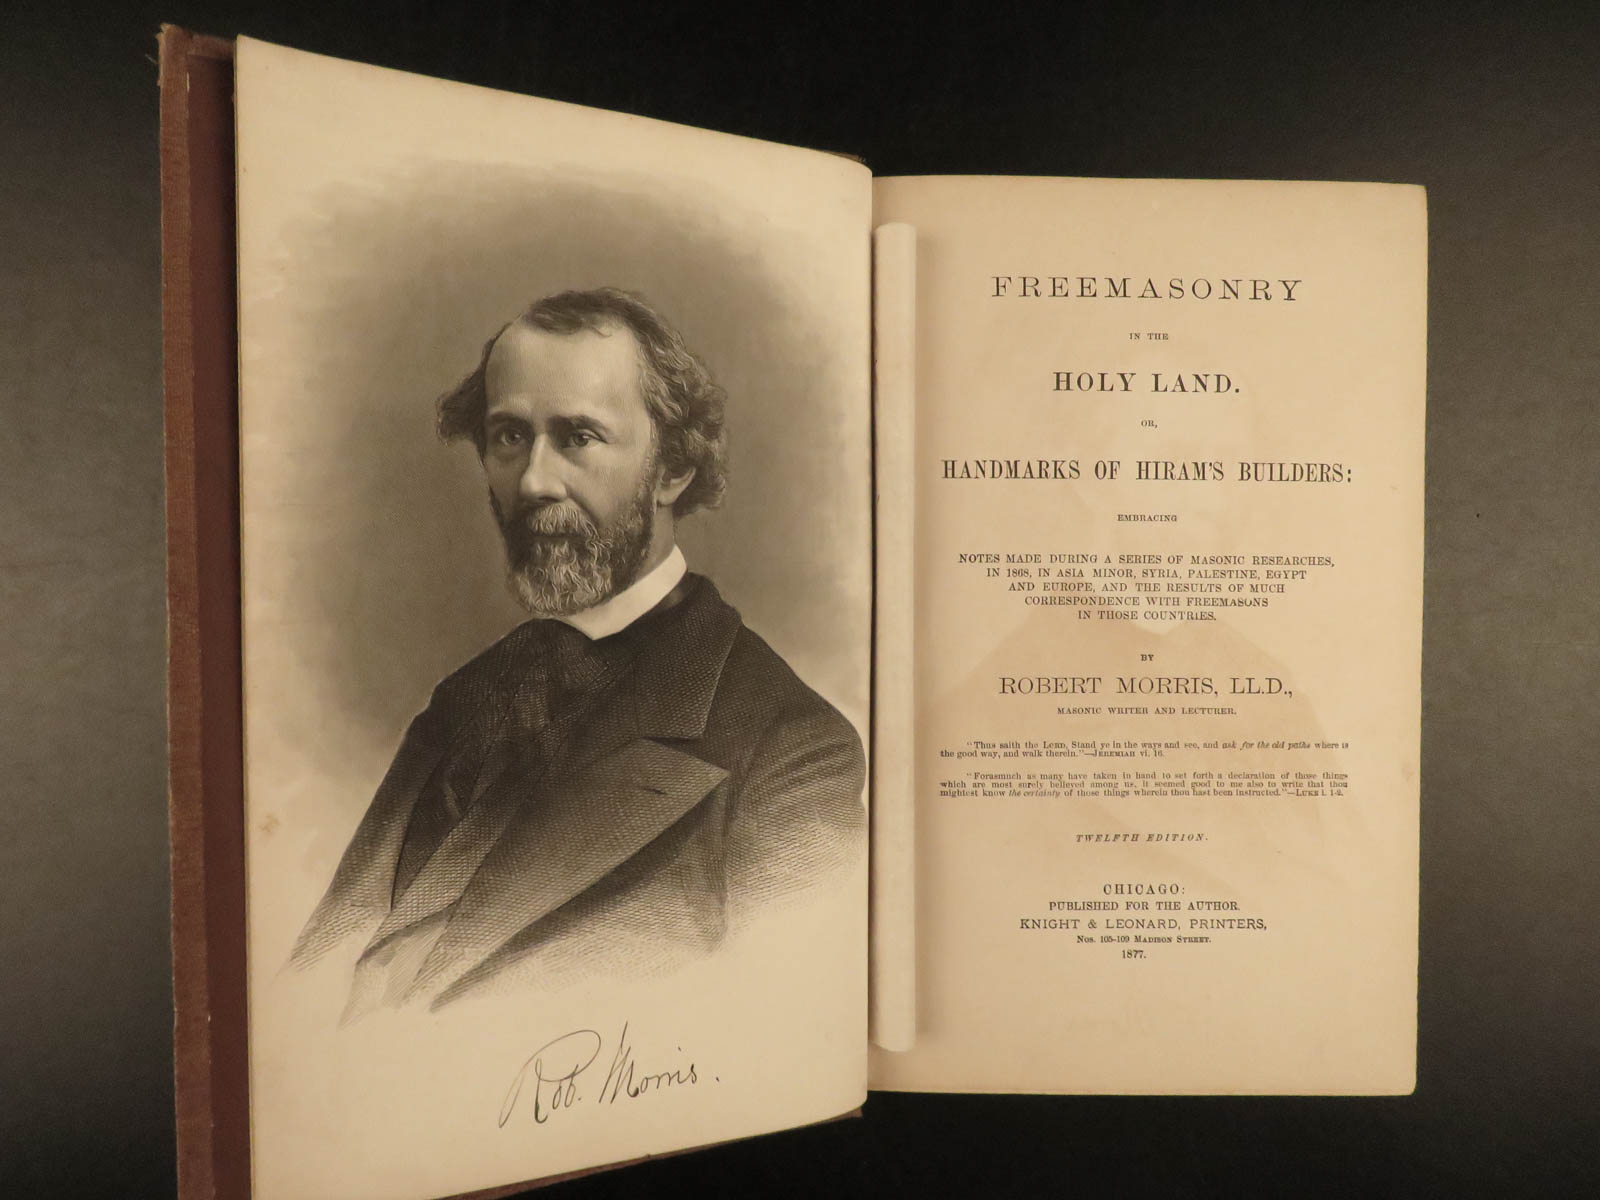 Rob. Morris.
FREEMASONRY
IN THE
HOLY LAND.
OR,
HANDMARKS OF HIRAM'S BUILDERS:
EMBRACING
NOTES MADE DURING A SERIES OF MASONIC RESEARCHES,
IN 1868, IN ASIA MINOR, SYRIA, PALESTINE, EGYPT
AND EUROPE, AND THE RESULTS OF MUCH
CORRESPONDENCE WITH FREEMASONS
IN THOSE COUNTRIES.
BY
ROBERT MORRIS, LL.D.,
MASONIC WRITER AND LECTURER.
"Thus saith the LORD, Stand ye in the ways and see, and ask for the old paths where is
the good way, and walk therein."—JEREMIAH vi. 16.
"Forasmuch as many have taken in hand to set forth a declaration of those things
which are most surely believed among us, it seemed good to me also to write that thou
mightest know the certainty of those things wherein thou hast been instructed."—LUKE i. 1-2.
TWELFTH EDITION.
CHICAGO:
PUBLISHED FOR THE AUTHOR.
KNIGHT & LEONARD, PRINTERS,
Nos. 105-109 MADISON STREET.
1877.